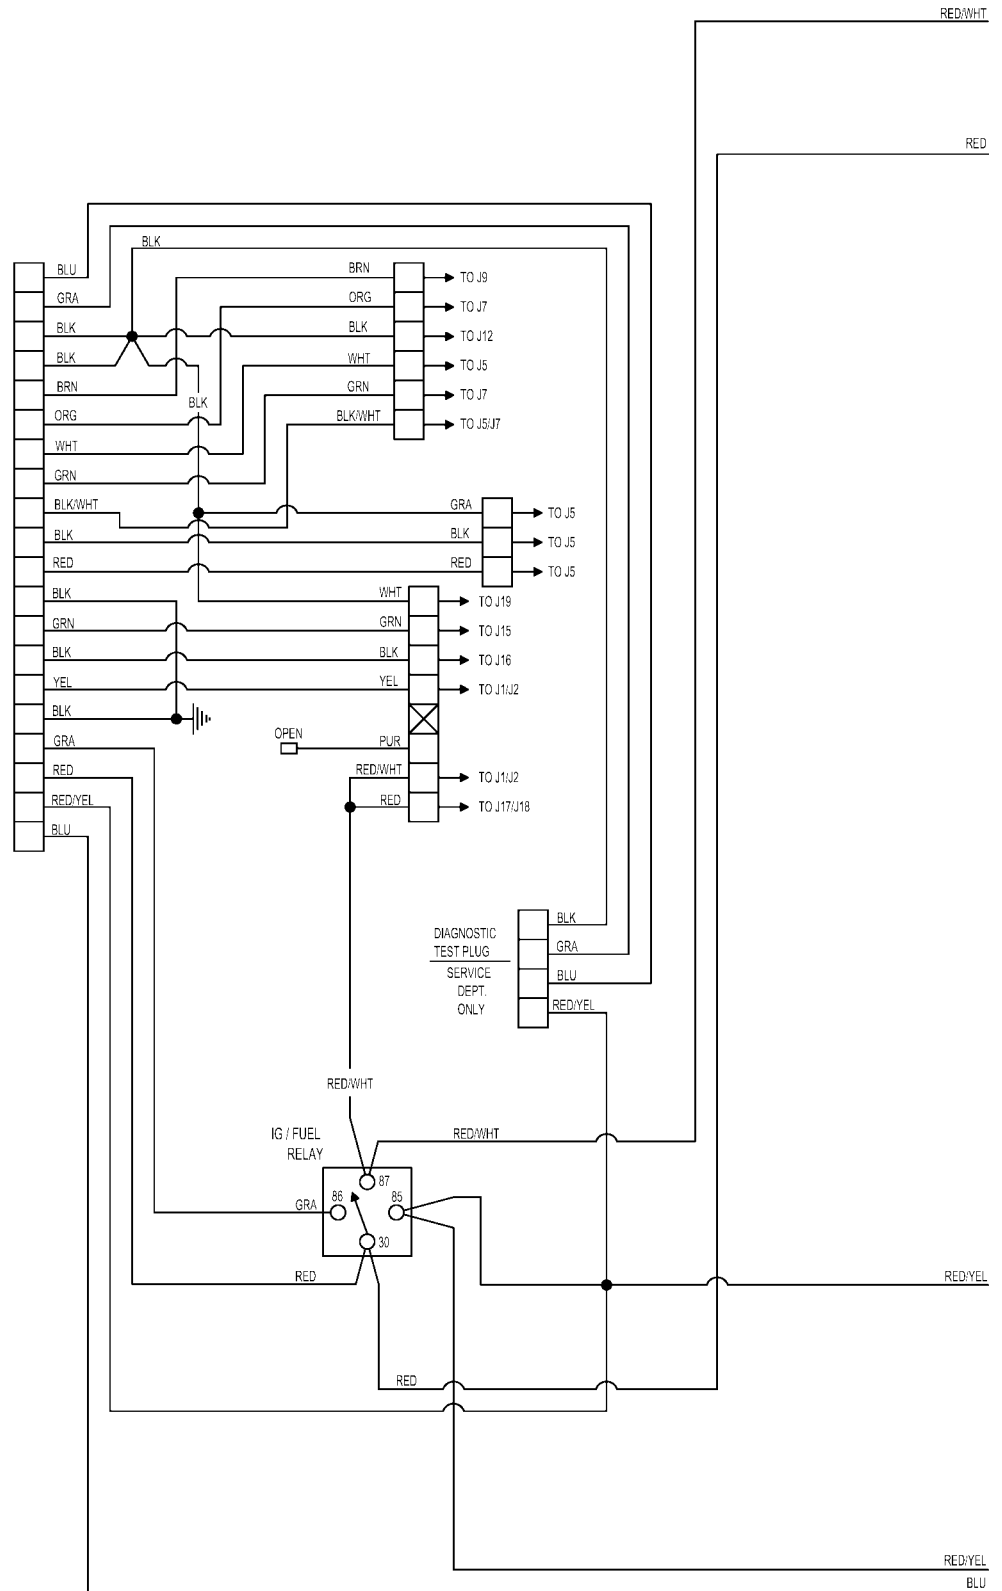 RED/WHT
RED
BLK
BLU
BRN
TO J9
GRA
ORG
TO J7
BLK
BLK
TO J12
BLK
WHT
TO J5
BRN
GRN
TO J7
BLK
ORG
BLK/WHT
TO J5/J7
WHT
GRN
BLK/WHT
GRA
TO J5
BLK
BLK
TO J5
RED
RED
TO J5
BLK
WHT
TO J19
GRN
GRN
TO J15
BLK
BLK
TO J16
YEL
YEL
TO J1/J2
BLK
OPEN
GRA
PUR
RED
RED/WHT
TO J1/J2
RED/YEL
RED
TO J17/J18
BLU
BLK
DIAGNOSTIC
TEST PLUG
GRA
SERVICE
DEPT.
ONLY
BLU
RED/YEL
RED/WHT
IG / FUEL
RELAY
RED/WHT
87
86
85
GRA
30
RED
RED/YEL
RED
RED/YEL
BLU